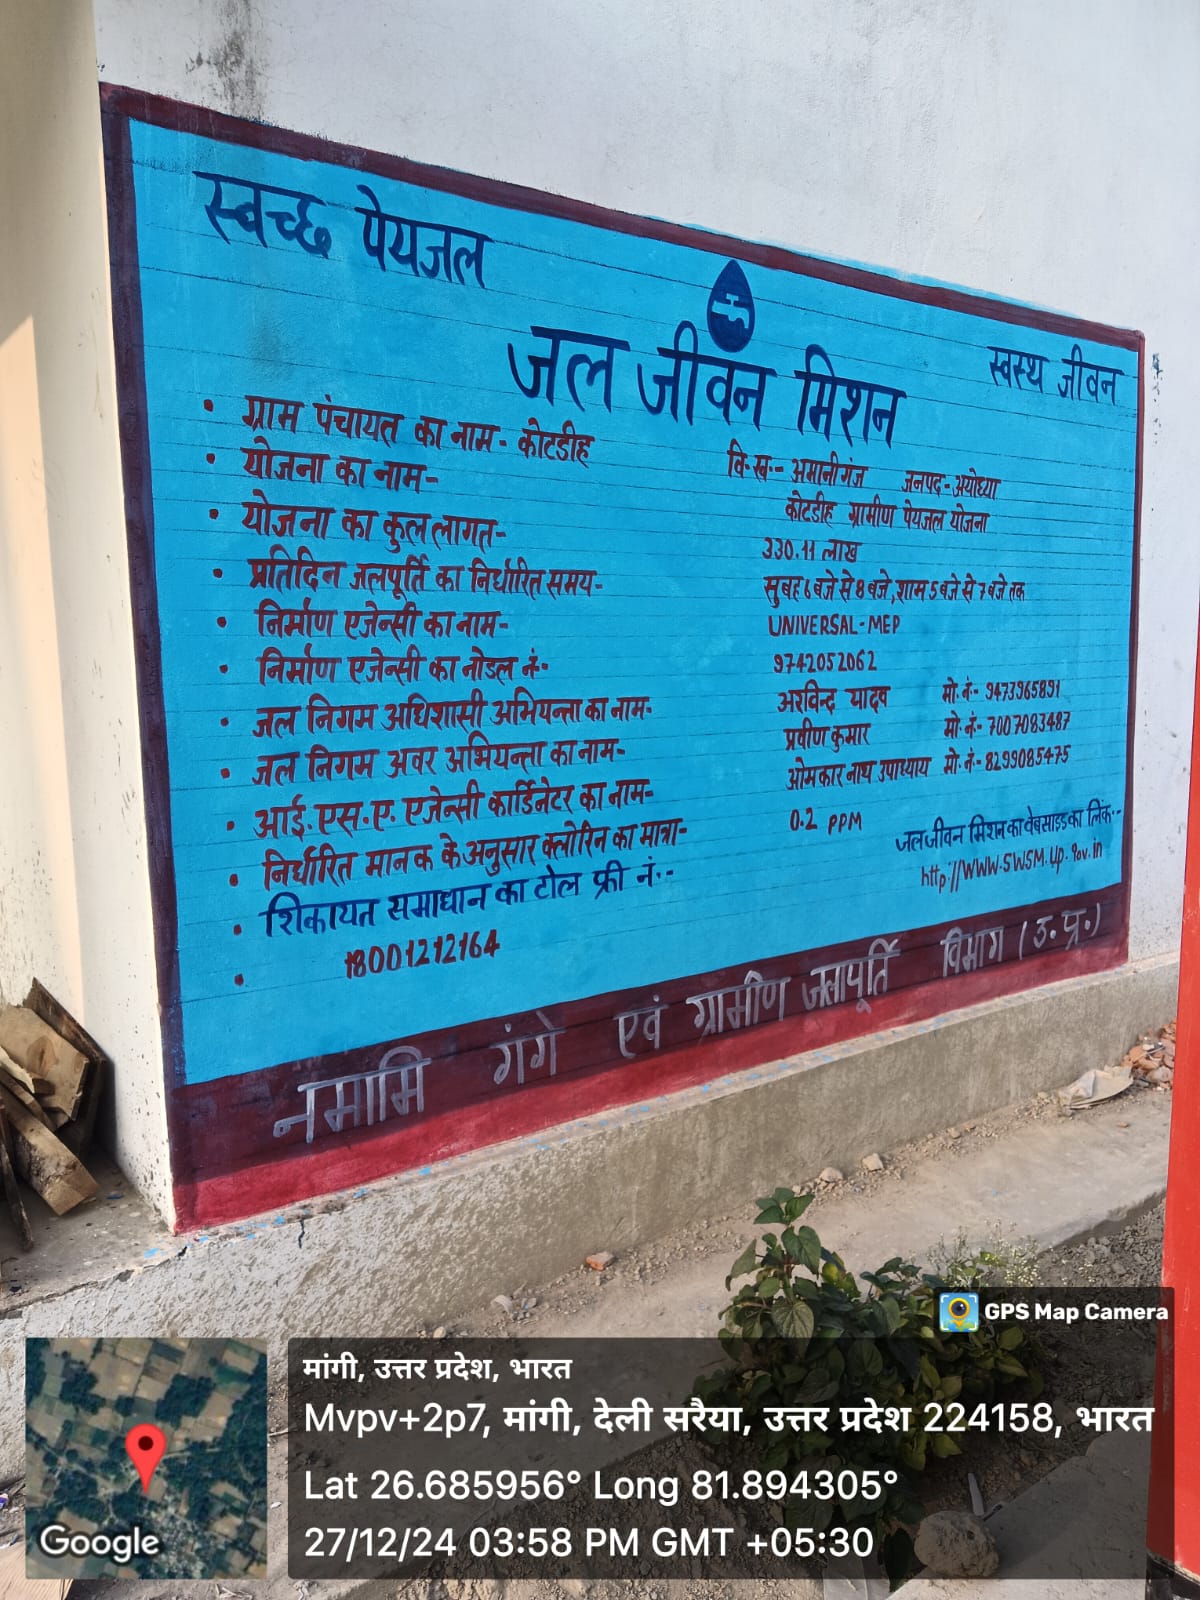 स्वच्छ पेयजल
जल जीवन मिशन
स्वस्थ जीवन
• ग्राम पंचायत का नाम- कोटडीह वि.ख.- अमानीगंज जनपद- अयोध्या
• योजना का नाम- कोटडीह ग्रामीण पेयजल योजना
• योजना का कुल लागत- 330.11 लाख
• प्रतिदिन जलपूर्ति का निर्धारित समय- सुबह 6 बजे से 8 बजे, शाम 5 बजे से 7 बजे तक
• निर्माण एजेन्सी का नाम- UNIVERSAL-MEP
• निर्माण एजेन्सी का नोडल नं- 9742052062
• जल निगम अधिशासी अभियन्ता का नाम- अरविन्द यादव मो.नं- 9473965891
• जल निगम अवर अभियन्ता का नाम- प्रवीण कुमार मो.नं- 7007083487
• आई.एस.ए. एजेन्सी कार्डिनेटर का नाम- ओमकार नाथ उपाध्याय मो.नं- 8299085475
• निर्धारित मानक के अनुसार क्लोरिन का मात्रा- 0.2 PPM
• शिकायत समाधान का टोल फ्री नं.-
• 18001212164
जल जीवन मिशन का वेबसाइड का लिंक:-
http://WWW.SWSM.up.gov.in
नमामि गंगे एवं ग्रामीण जलापूर्ति विभाग (उ.प्र.)
GPS Map Camera
मांगी, उत्तर प्रदेश, भारत
Mvpv+2p7, मांगी, देली सरैया, उत्तर प्रदेश 224158, भारत
Lat 26.685956° Long 81.894305°
27/12/24 03:58 PM GMT +05:30
Google